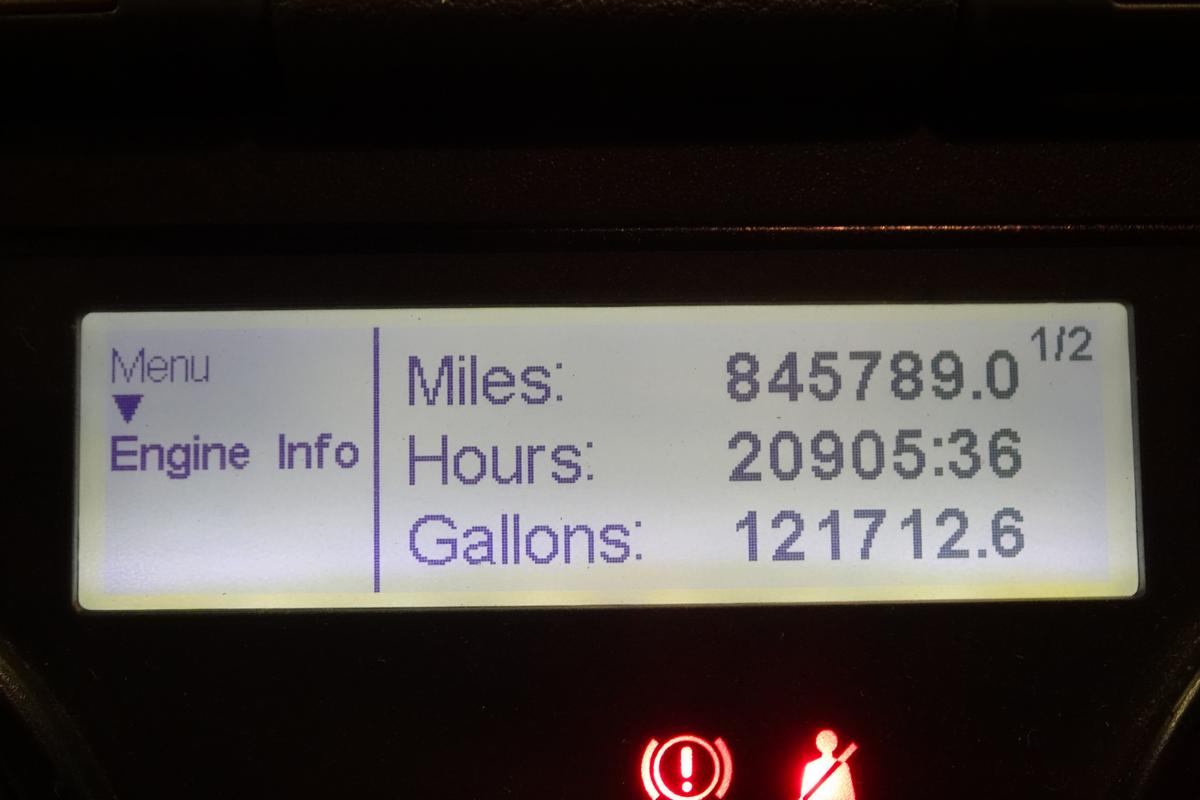 Menu
Engine Info
1/2
Miles: 845789.0
Hours: 20905:36
Gallons: 121712.6